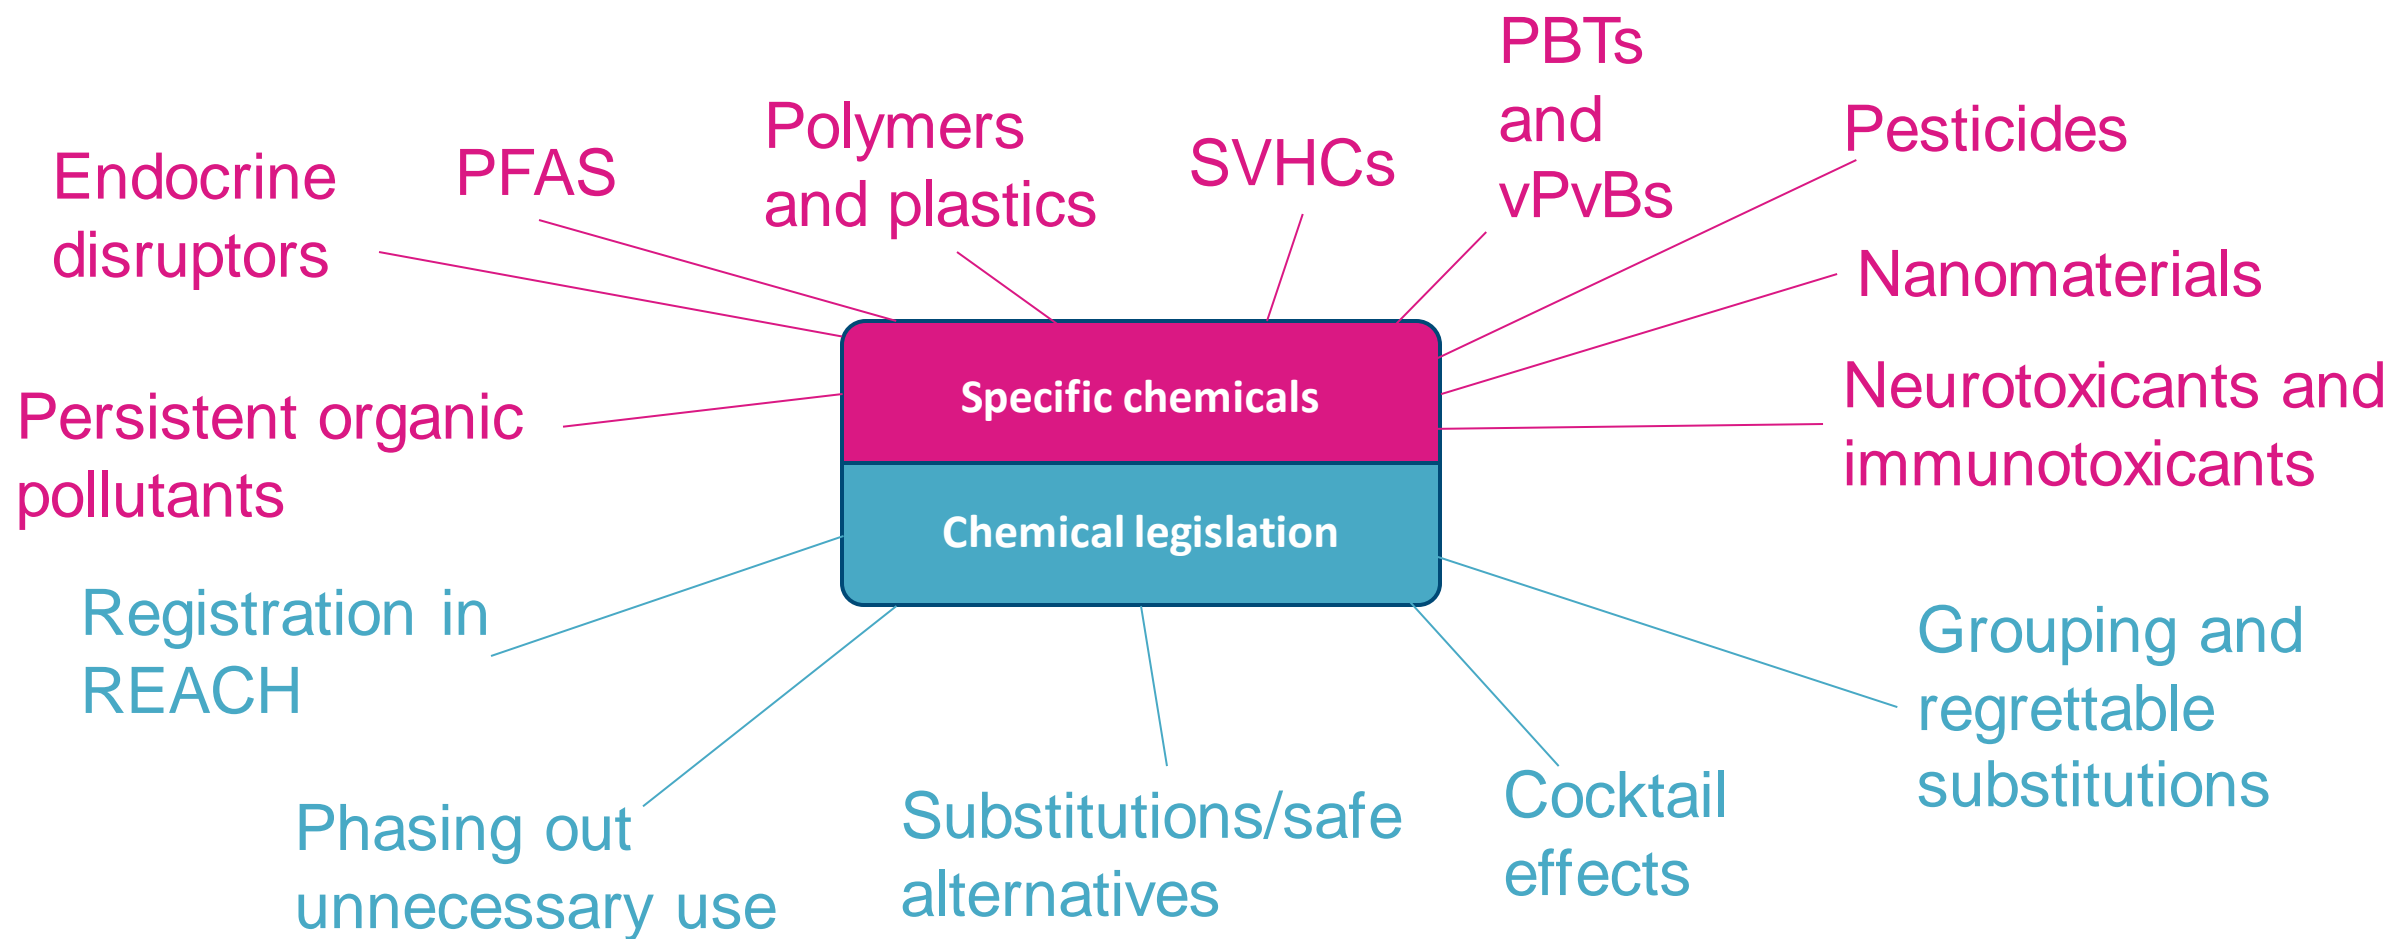 Endocrine
disruptors
PFAS
Polymers
and plastics
SVHCs
PBTs
and
vPvBs
Pesticides
Nanomaterials
Neurotoxicants and
immunotoxicants
Persistent organic
pollutants
Specific chemicals
Chemical legislation
Registration in
REACH
Phasing out
unnecessary use
Substitutions/safe
alternatives
Cocktail
effects
Grouping and
regrettable
substitutions